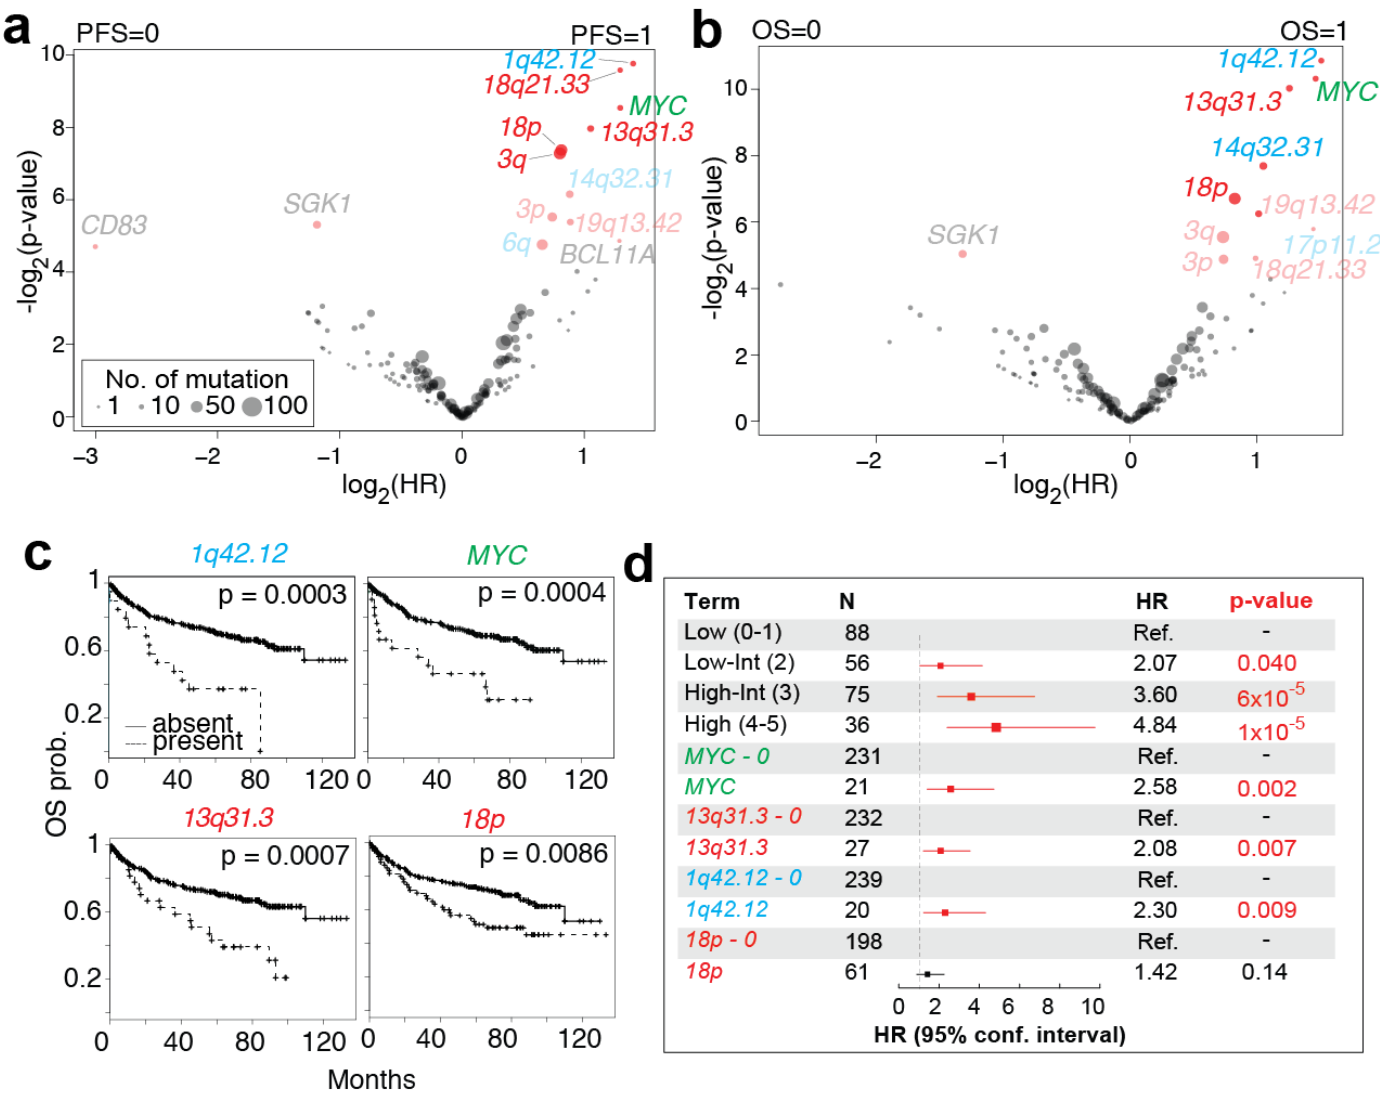 a
PFS=0 PFS=1
10
8
6
4
2
0
-log2(p-value)
1q42.12
18q21.33
MYC
18p
13q31.3
3q
14q32.31
SGK1
3p
19q13.42
CD83
6q
BCL11A
No. of mutation
1 10 50 100
−3 −2 −1 0 1
log2(HR)
b
OS=0 OS=1
10
8
6
4
2
0
-log2(p-value)
1q42.12
MYC
13q31.3
14q32.31
18p
19q13.42
SGK1
3q
17p11.2
3p
18q21.33
−2 −1 0 1
log2(HR)
c
OS prob.
1q42.12
p = 0.0003
1
0.6
0.2
absent
present
0 40 80 120
MYC
p = 0.0004
0 40 80 120
13q31.3
p = 0.0007
1
0.6
0.2
0 40 80 120
18p
p = 0.0086
0 40 80 120
Months
d
Term N HR p-value
Low (0-1) 88 Ref. -
Low-Int (2) 56 2.07 0.040
High-Int (3) 75 3.60 6x10-5
High (4-5) 36 4.84 1x10-5
MYC - 0 231 Ref. -
MYC 21 2.58 0.002
13q31.3 - 0 232 Ref. -
13q31.3 27 2.08 0.007
1q42.12 - 0 239 Ref. -
1q42.12 20 2.30 0.009
18p - 0 198 Ref. -
18p 61 1.42 0.14
0 2 4 6 8 10
HR (95% conf. interval)